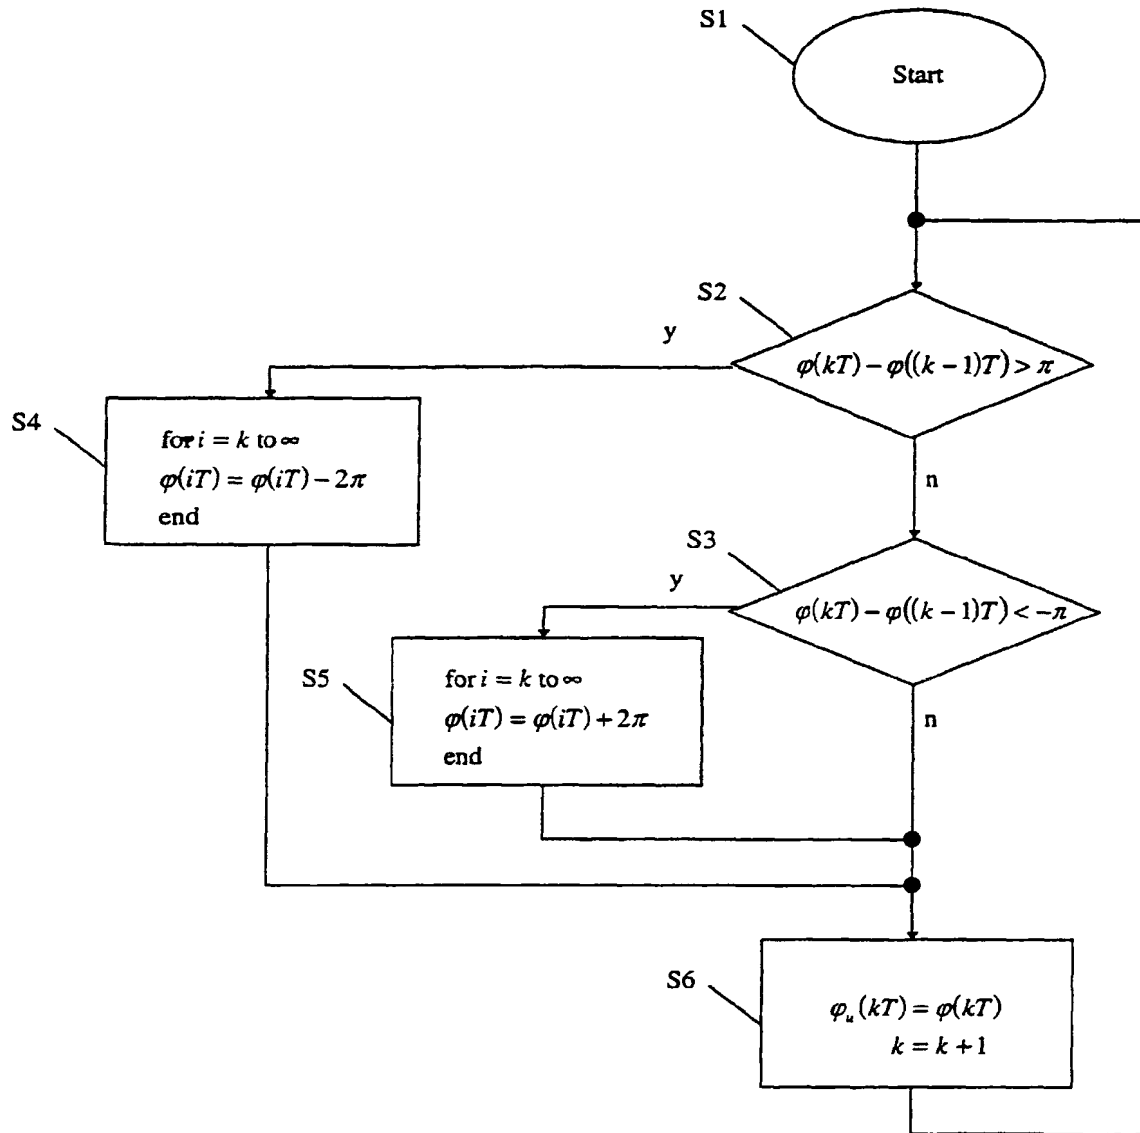 S1
Start
S2
y
φ(kT) − φ((k − 1)T) > π
S4
for i = k to ∞
φ(iT) = φ(iT) − 2π
end
n
S3
y
φ(kT) − φ((k − 1)T) < −π
S5
for i = k to ∞
φ(iT) = φ(iT) + 2π
end
n
S6
φᵤ(kT) = φ(kT)
k = k + 1